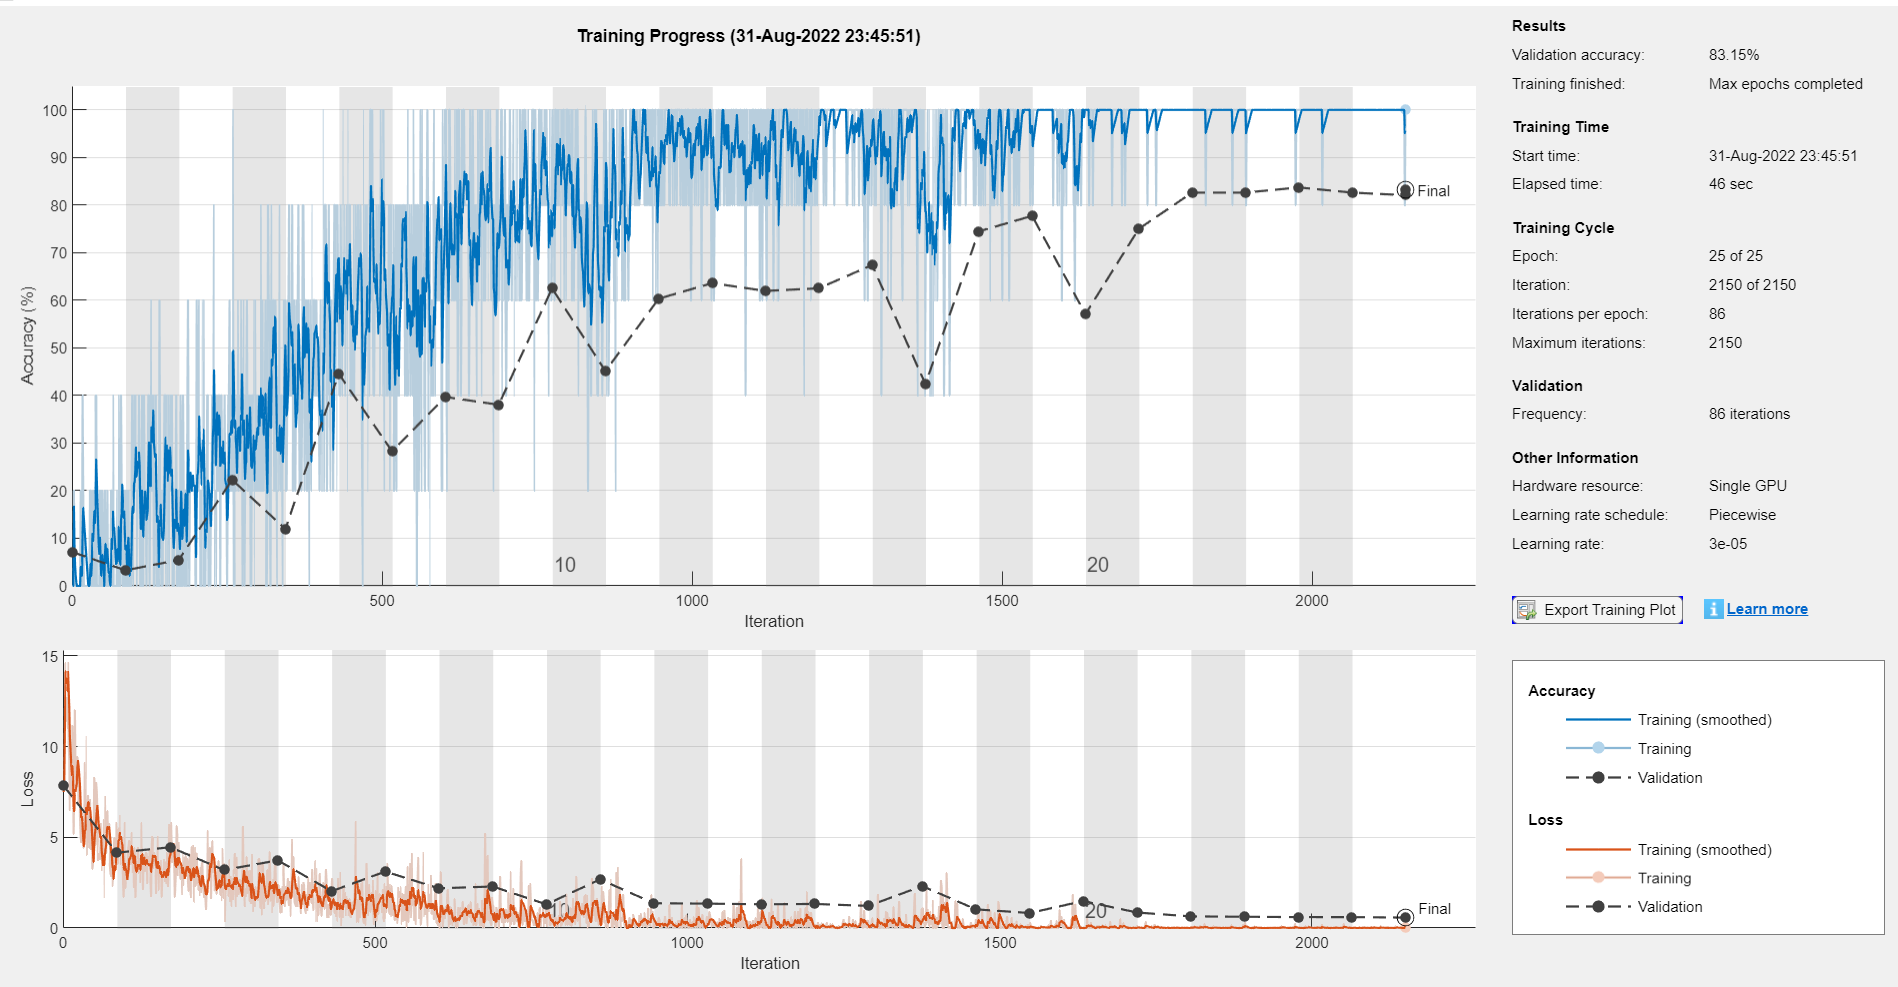 Training Progress (31-Aug-2022 23:45:51)
100
90
80
70
60
50
40
30
20
10
0
Accuracy (%)
Final
10
20
0
500
1000
1500
2000
Iteration
15
10
5
0
Loss
Final
10
20
0
500
1000
1500
2000
Iteration
Results
Validation accuracy: 83.15%
Training finished: Max epochs completed
Training Time
Start time: 31-Aug-2022 23:45:51
Elapsed time: 46 sec
Training Cycle
Epoch: 25 of 25
Iteration: 2150 of 2150
Iterations per epoch: 86
Maximum iterations: 2150
Validation
Frequency: 86 iterations
Other Information
Hardware resource: Single GPU
Learning rate schedule: Piecewise
Learning rate: 3e-05
Export Training Plot
i Learn more
Accuracy
Training (smoothed)
Training
Validation
Loss
Training (smoothed)
Training
Validation